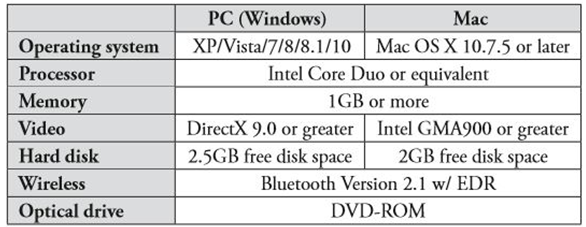 PC (Windows) Mac
Operating system XP/Vista/7/8/8.1/10 Mac OS X 10.7.5 or later
Processor Intel Core Duo or equivalent
Memory 1GB or more
Video DirectX 9.0 or greater Intel GMA900 or greater
Hard disk 2.5GB free disk space 2GB free disk space
Wireless Bluetooth Version 2.1 w/ EDR
Optical drive DVD-ROM